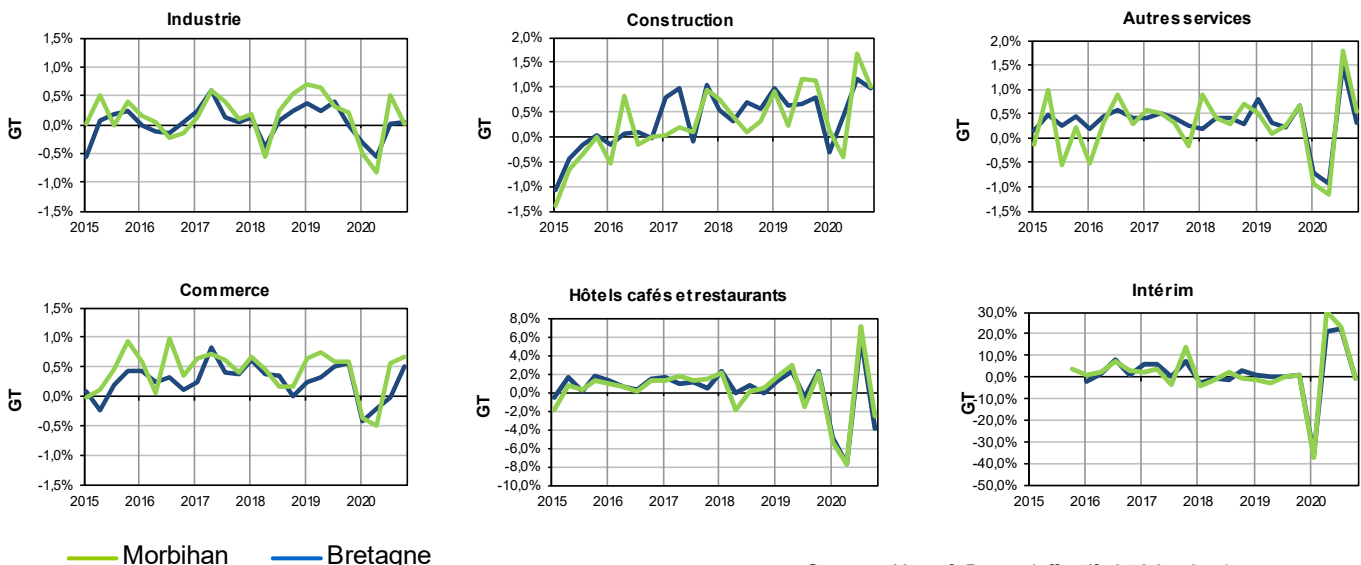 Industrie
1,5%
1,0%
0,5%
0,0%
-0,5%
-1,0%
-1,5%
GT
2015 2016 2017 2018 2019 2020
Construction
2,0%
1,5%
1,0%
0,5%
0,0%
-0,5%
-1,0%
-1,5%
GT
2015 2016 2017 2018 2019 2020
Autres services
2,0%
1,5%
1,0%
0,5%
0,0%
-0,5%
-1,0%
-1,5%
GT
2015 2016 2017 2018 2019 2020
Commerce
1,5%
1,0%
0,5%
0,0%
-0,5%
-1,0%
-1,5%
GT
2015 2016 2017 2018 2019 2020
Hôtels cafés et restaurants
8,0%
6,0%
4,0%
2,0%
0,0%
-2,0%
-4,0%
-6,0%
-8,0%
-10,0%
GT
2015 2016 2017 2018 2019 2020
Intérim
30,0%
20,0%
10,0%
0,0%
-10,0%
-20,0%
-30,0%
-40,0%
-50,0%
GT
2015 2016 2017 2018 2019 2020
Morbihan Bretagne